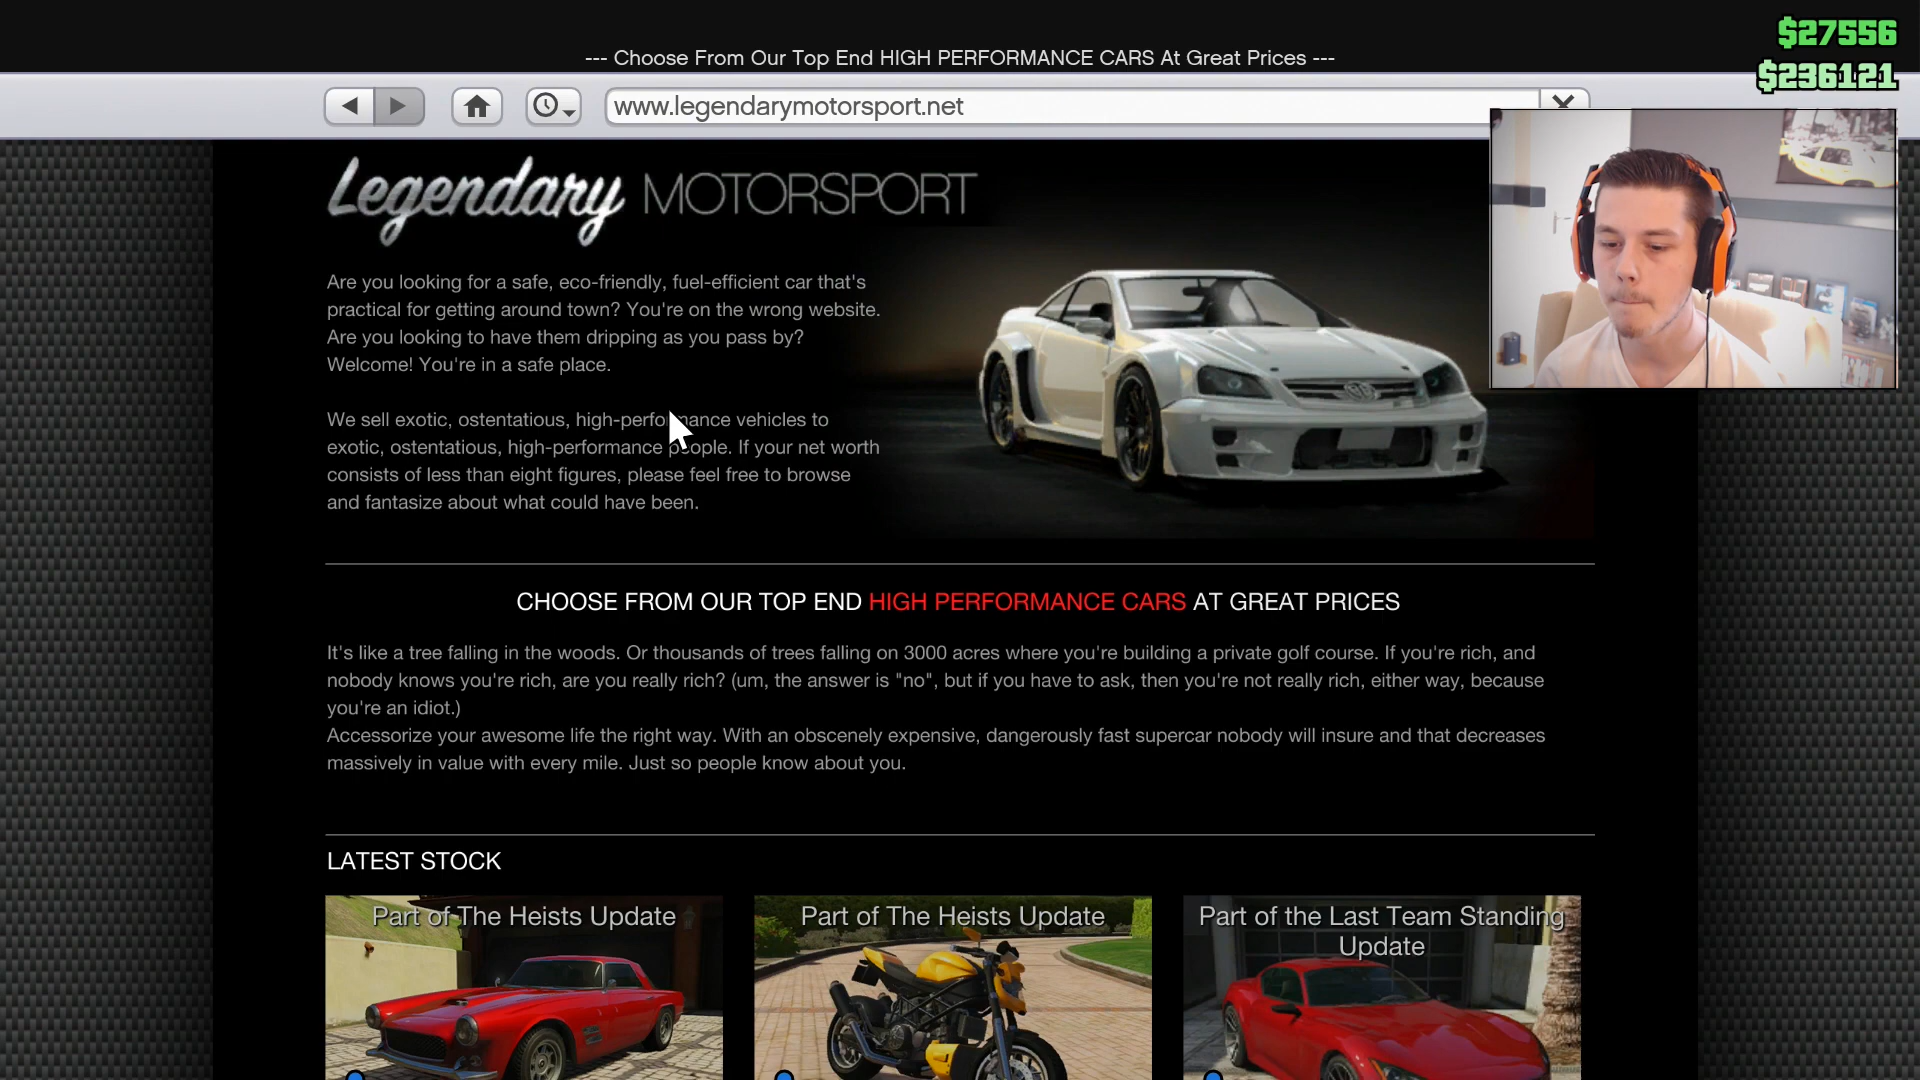 $27556
--- Choose From Our Top End HIGH PERFORMANCE CARS At Great Prices ---
$236121
www.legendarymotorsport.net
Legendary MOTORSPORT
Are you looking for a safe, eco-friendly, fuel-efficient car that's
practical for getting around town? You're on the wrong website.
Are you looking to have them dripping as you pass by?
Welcome! You're in a safe place.
We sell exotic, ostentatious, high-performance vehicles to
exotic, ostentatious, high-performance people. If your net worth
consists of less than eight figures, please feel free to browse
and fantasize about what could have been.
CHOOSE FROM OUR TOP END HIGH PERFORMANCE CARS AT GREAT PRICES
It's like a tree falling in the woods. Or thousands of trees falling on 3000 acres where you're building a private golf course. If you're rich, and
nobody knows you're rich, are you really rich? (um, the answer is "no", but if you have to ask, then you're not really rich, either way, because
you're an idiot.)
Accessorize your awesome life the right way. With an obscenely expensive, dangerously fast supercar nobody will insure and that decreases
massively in value with every mile. Just so people know about you.
LATEST STOCK
Part of The Heists Update
Part of The Heists Update
Part of the Last Team Standing
Update